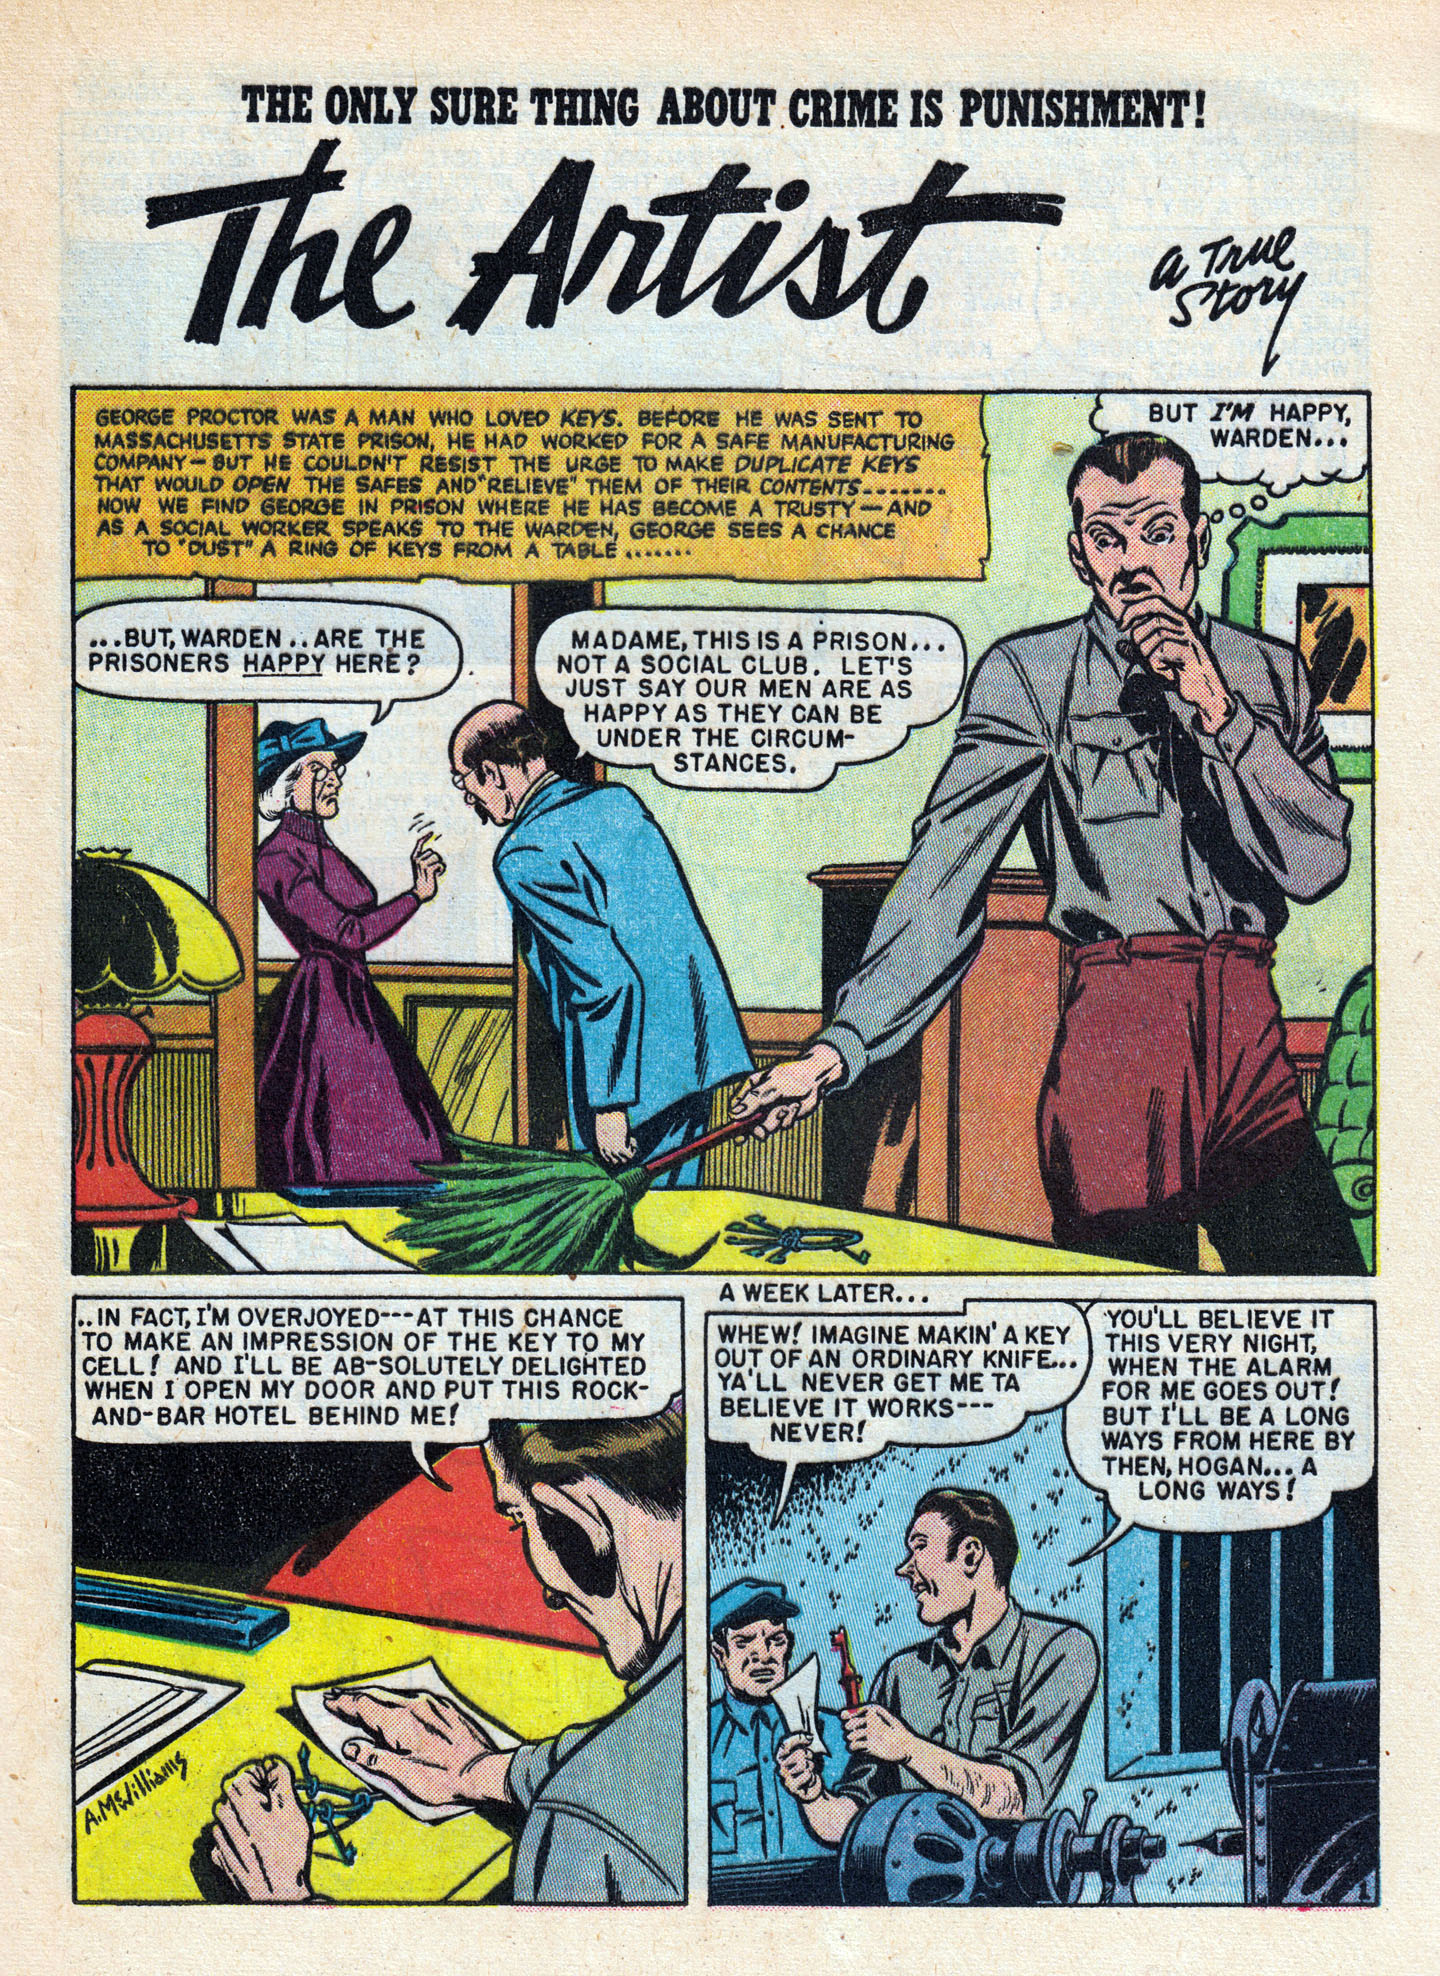 THE ONLY SURE THING ABOUT CRIME IS PUNISHMENT!
The Artist
A TRUE
STORY
GEORGE PROCTOR WAS A MAN WHO LOVED KEYS. BEFORE HE WAS SENT TO
MASSACHUSETTS STATE PRISON, HE HAD WORKED FOR A SAFE MANUFACTURING
COMPANY—BUT HE COULDN'T RESIST THE URGE TO MAKE DUPLICATE KEYS
THAT WOULD OPEN THE SAFES AND "RELIEVE" THEM OF THEIR CONTENTS........
NOW WE FIND GEORGE IN PRISON WHERE HE HAS BECOME A TRUSTY—AND
AS A SOCIAL WORKER SPEAKS TO THE WARDEN, GEORGE SEES A CHANCE
TO "DUST" A RING OF KEYS FROM A TABLE .......
BUT I'M HAPPY,
WARDEN...
...BUT, WARDEN .. ARE THE
PRISONERS HAPPY HERE?
MADAME, THIS IS A PRISON...
NOT A SOCIAL CLUB. LET'S
JUST SAY OUR MEN ARE AS
HAPPY AS THEY CAN BE
UNDER THE CIRCUM-
STANCES.
..IN FACT, I'M OVERJOYED---AT THIS CHANCE
TO MAKE AN IMPRESSION OF THE KEY TO MY
CELL! AND I'LL BE AB-SOLUTELY DELIGHTED
WHEN I OPEN MY DOOR AND PUT THIS ROCK-
AND-BAR HOTEL BEHIND ME!
A. McWilliams
A WEEK LATER...
WHEW! IMAGINE MAKIN' A KEY
OUT OF AN ORDINARY KNIFE...
YA'LL NEVER GET ME TA
BELIEVE IT WORKS---
NEVER!
YOU'LL BELIEVE IT
THIS VERY NIGHT,
WHEN THE ALARM
FOR ME GOES OUT!
BUT I'LL BE A LONG
WAYS FROM HERE BY
THEN, HOGAN... A
LONG WAYS!
1